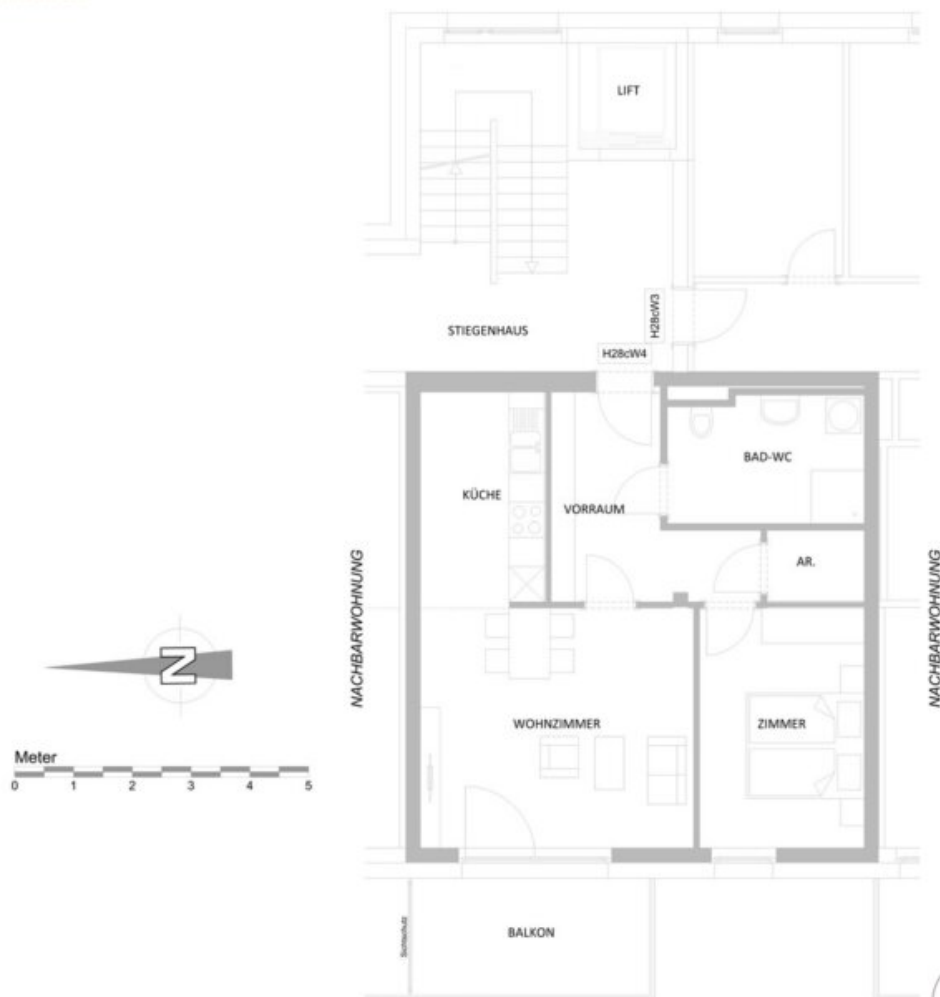 LIFT
H28cW3
STIEGENHAUS
H28cW4
BAD-WC
KÜCHE
VORRAUM
AR.
NACHBARWOHNUNG
NACHBARWOHNUNG
N
WOHNZIMMER
ZIMMER
Meter
0 1 2 3 4 5
Sichtschutz
BALKON